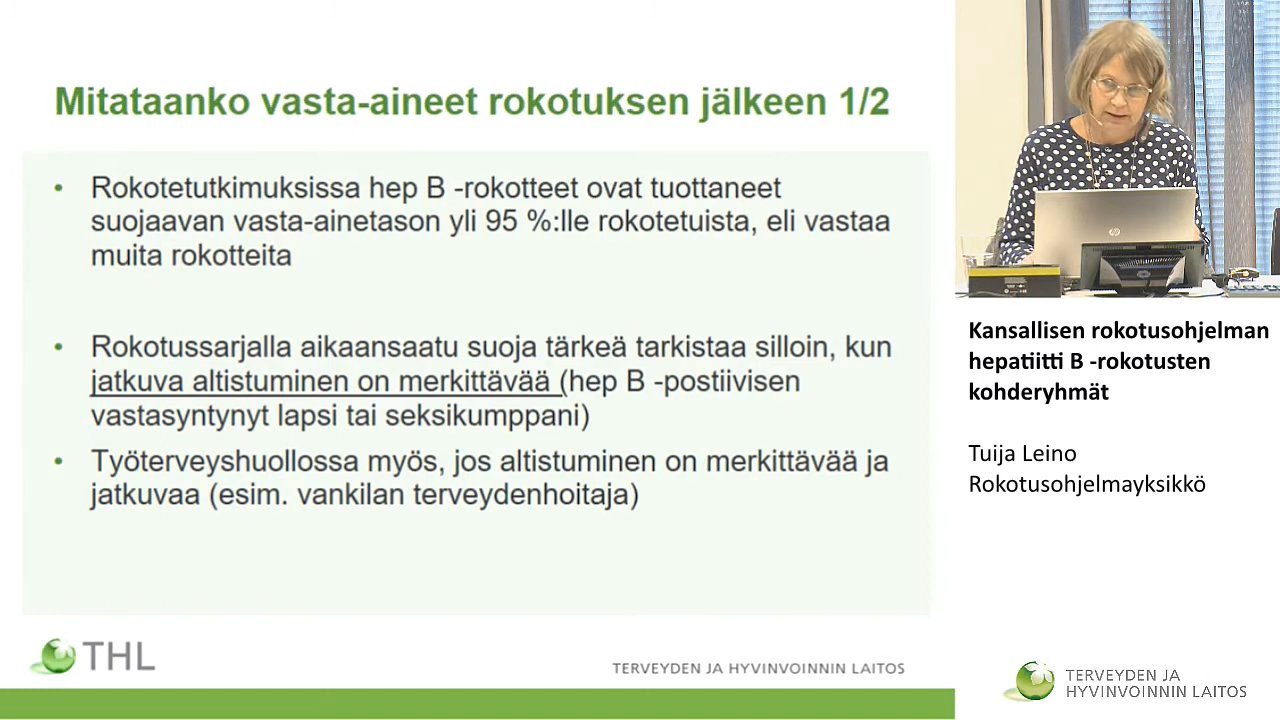 Mitataanko vasta-aineet rokotuksen jälkeen 1/2
• Rokotetutkimuksissa hep B -rokotteet ovat tuottaneet
suojaavan vasta-ainetason yli 95 %:lle rokotetuista, eli vastaa
muita rokotteita
• Rokotussarjalla aikaansaatu suoja tärkeä tarkistaa silloin, kun
jatkuva altistuminen on merkittävää (hep B -postiivisen
vastasyntynyt lapsi tai seksikumppani)
• Työterveyshuollossa myös, jos altistuminen on merkittävää ja
jatkuvaa (esim. vankilan terveydenhoitaja)
THL
TERVEYDEN JA HYVINVOINNIN LAITOS
hp
Kansallisen rokotusohjelman
hepatiitti B -rokotusten
kohderyhmät
Tuija Leino
Rokotusohjelmayksikkö
TERVEYDEN JA
HYVINVOINNIN LAITOS